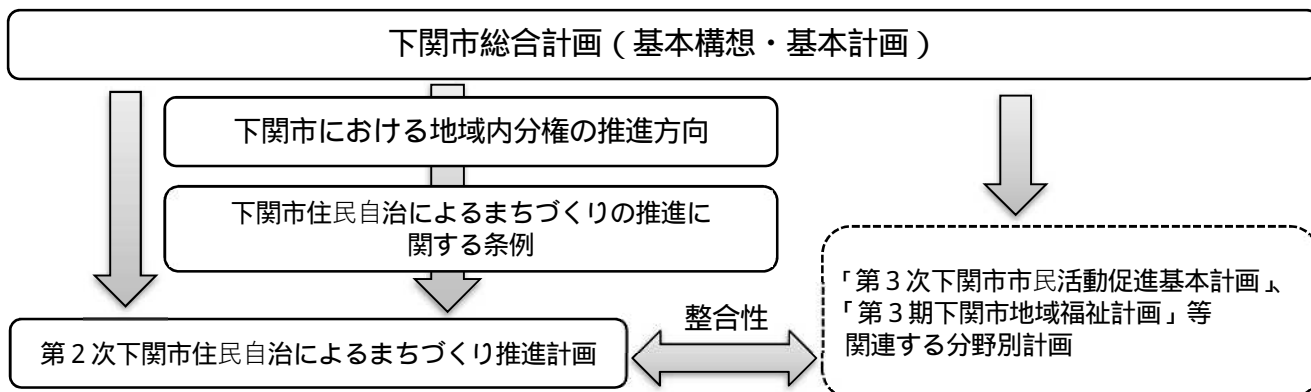 下関市総合計画(基本構想・基本計画)
下関市における地域内分権の推進方向
下関市住民自治によるまちづくりの推進に
関する条例
「第3次下関市市民活動促進基本計画」、
「第3期下関市地域福祉計画」等
関連する分野別計画
整合性
第2次下関市住民自治によるまちづくり推進計画